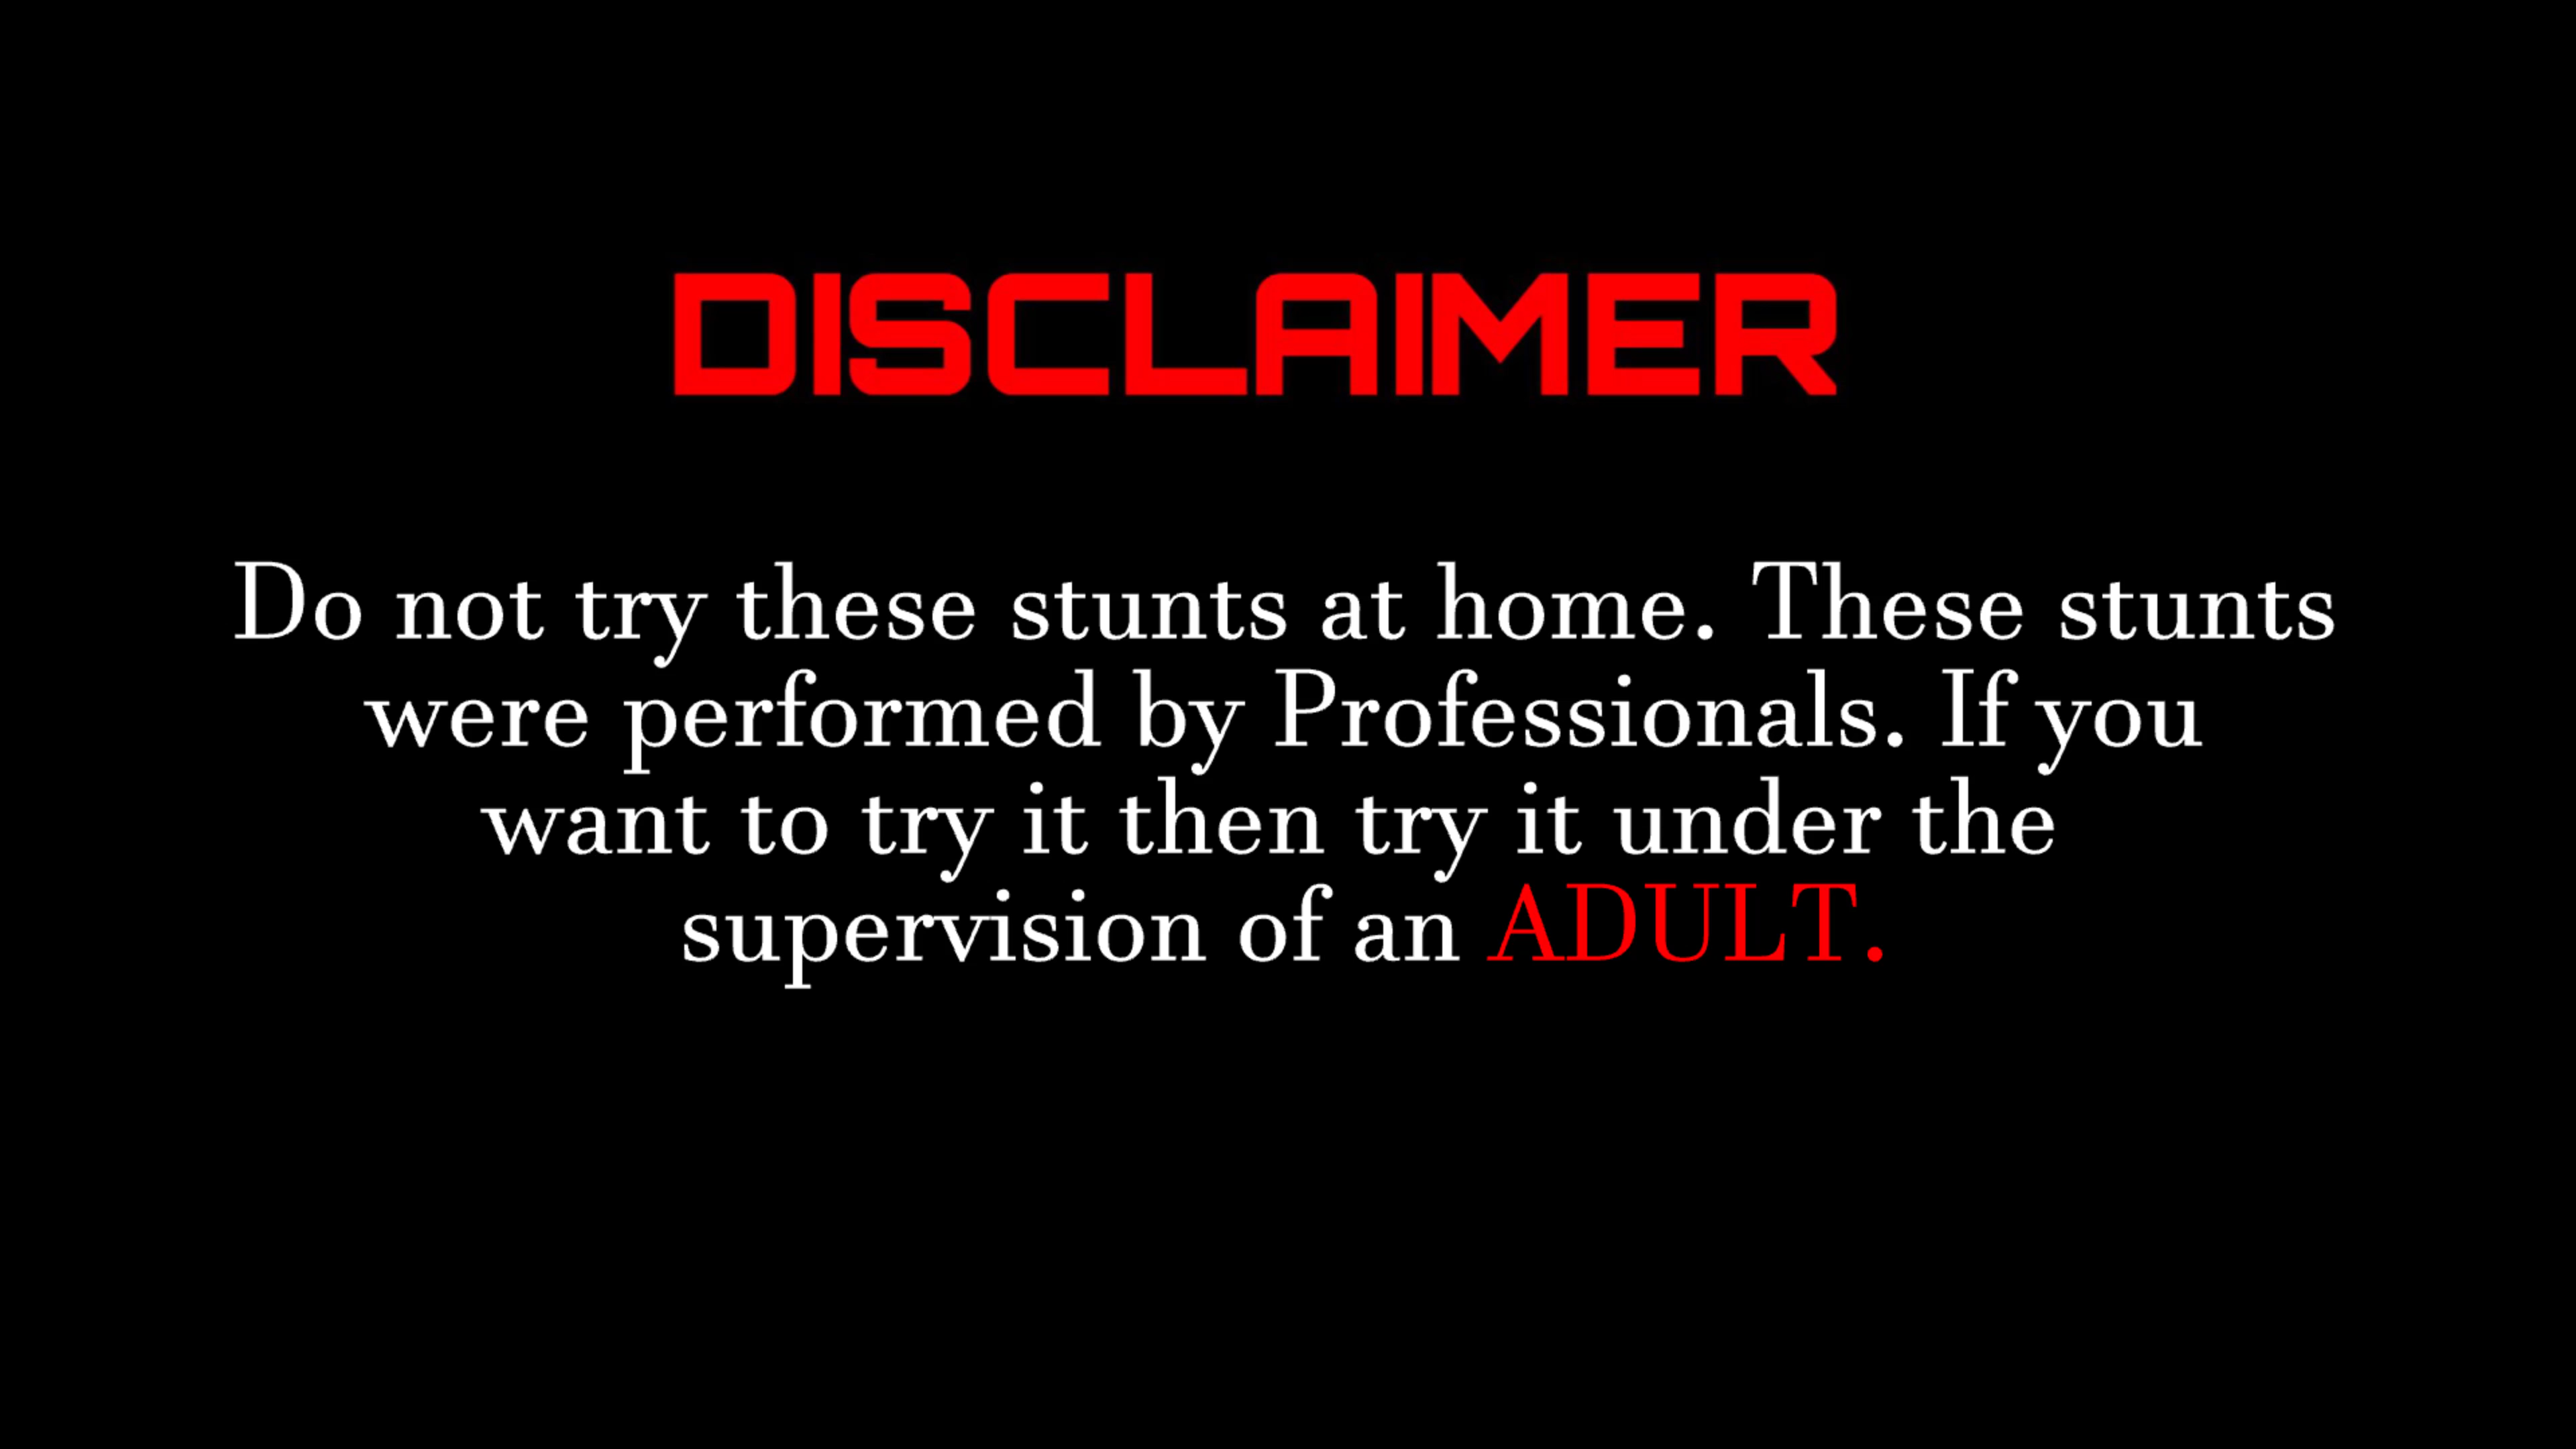 DISCLAIMER
Do not try these stunts at home. These stunts
were performed by Professionals. If you
want to try it then try it under the
supervision of an ADULT.